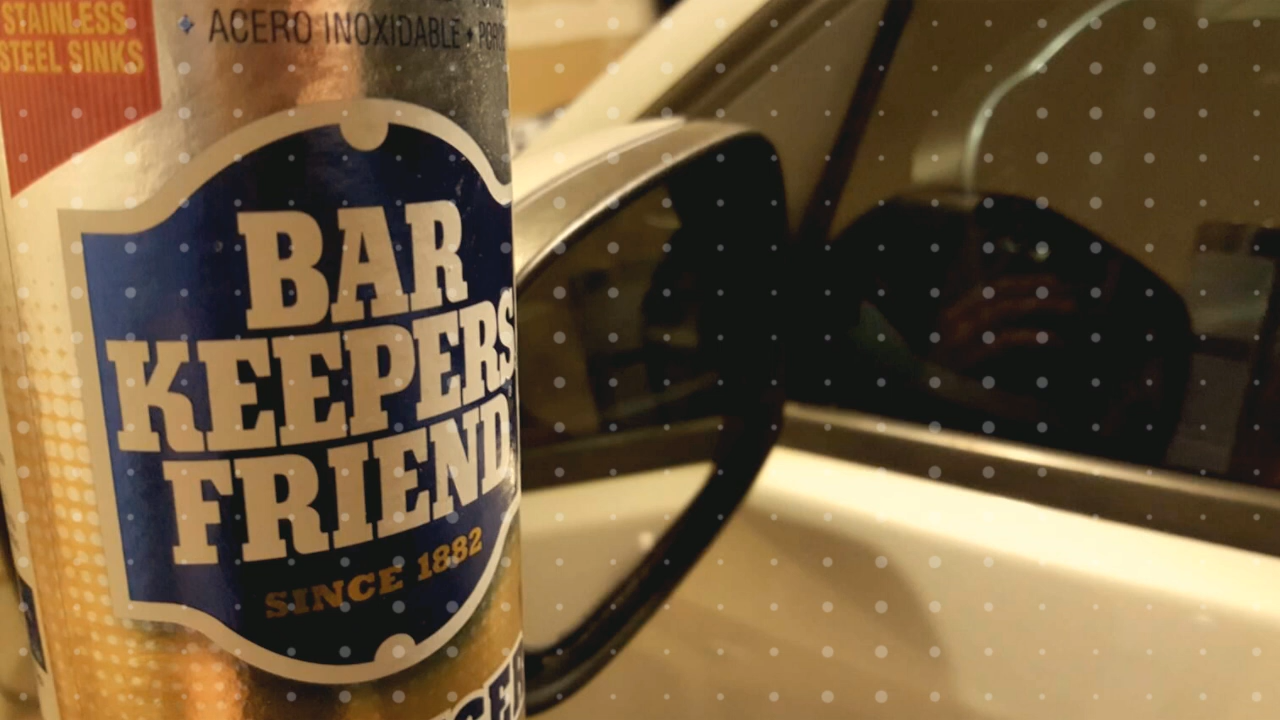 STAINLESS
STEEL SINKS
ACERO INOXIDABLE
BAR
KEEPERS
FRIEND
SINCE 1882